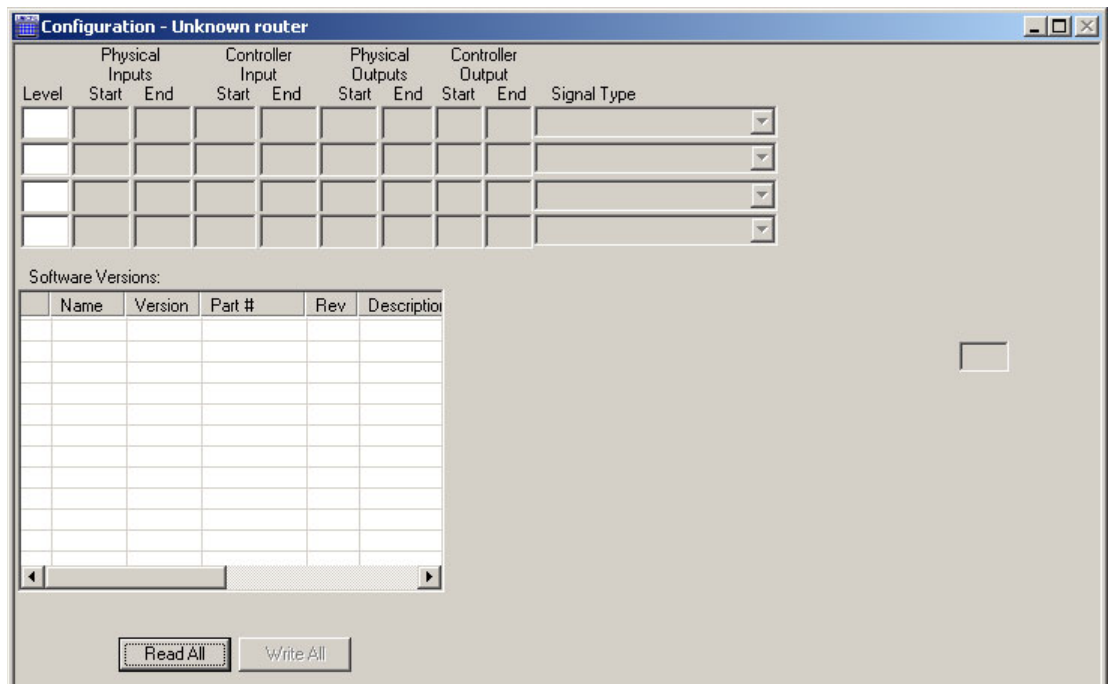 Configuration - Unknown router
Physical Controller Physical Controller
Inputs Input Outputs Output
Level Start End Start End Start End Start End Signal Type
Software Versions:
Name Version Part # Rev Description
Read All Write All